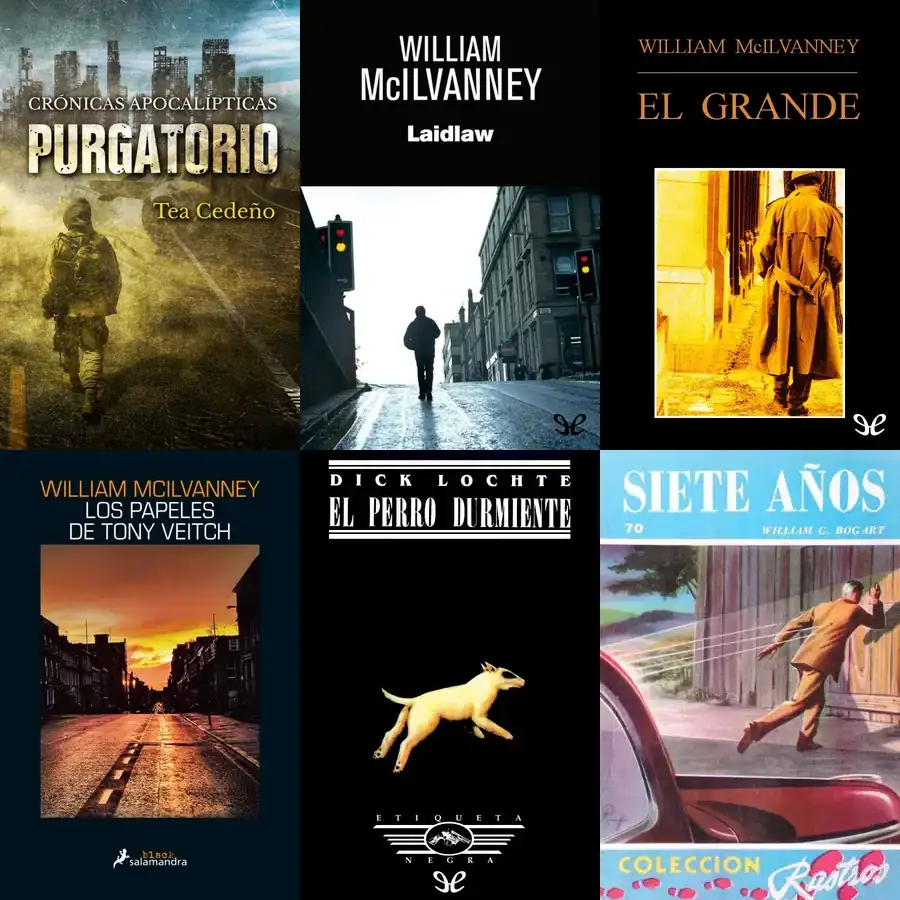 CRÓNICAS APOCALÍPTICAS
PURGATORIO
Tea Cedeño
WILLIAM
McILVANNEY
Laidlaw
WILLIAM McILVANNEY
EL GRANDE
WILLIAM MCILVANNEY
LOS PAPELES
DE TONY VEITCH
black
salamandra
DICK LOCHTE
EL PERRO DURMIENTE
ETIQUETA
NEGRA
SIETE AÑOS
70
WILLIAM G. BOGART
COLECCION
Rastros